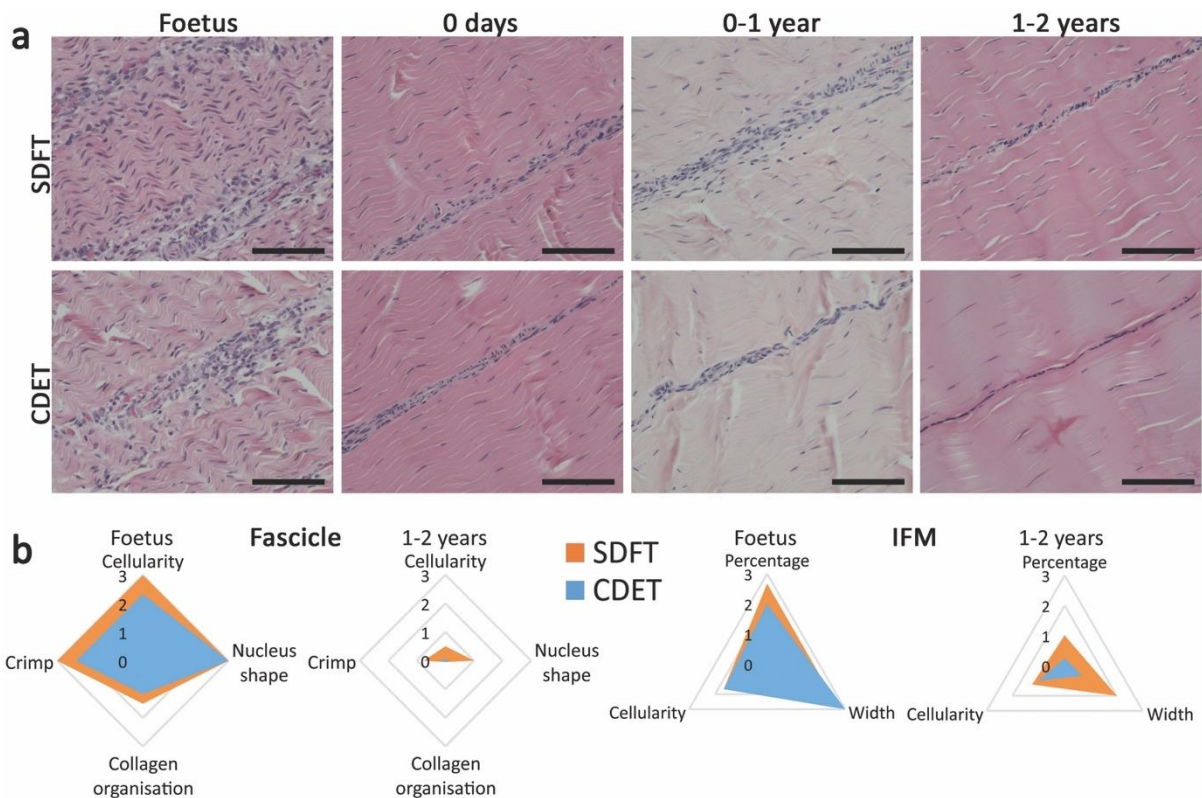 a
Foetus
0 days
0-1 year
1-2 years
SDFT
CDET
b
Fascicle
Foetus
Cellularity
3
2
1
0
Crimp
Nucleus
shape
Collagen
organisation
1-2 years
Cellularity
3
2
1
0
Crimp
Nucleus
shape
Collagen
organisation
SDFT
CDET
IFM
Foetus
Percentage
3
2
1
0
Cellularity
Width
1-2 years
Percentage
3
2
1
0
Cellularity
Width